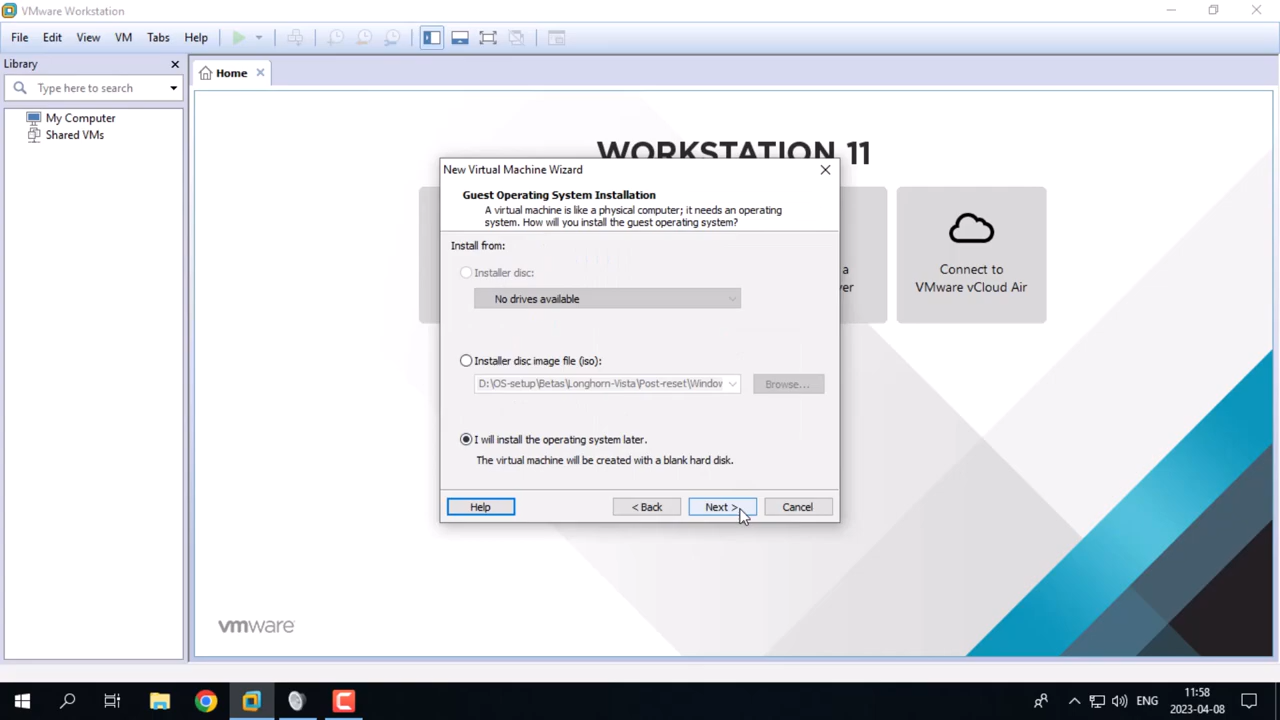 VMware Workstation
File Edit View VM Tabs Help
Library
Type here to search
My Computer
Shared VMs
Home
WORKSTATION 11
New Virtual Machine Wizard
Guest Operating System Installation
A virtual machine is like a physical computer; it needs an operating
system. How will you install the guest operating system?
Install from:
Installer disc:
No drives available
Installer disc image file (iso):
D:\OS-setup\Betas\Longhorn-Vista\Post-reset\Window
Browse...
I will install the operating system later.
The virtual machine will be created with a blank hard disk.
Help < Back Next > Cancel
a
ver
Connect to
VMware vCloud Air
vmware
ENG
11:58
2023-04-08